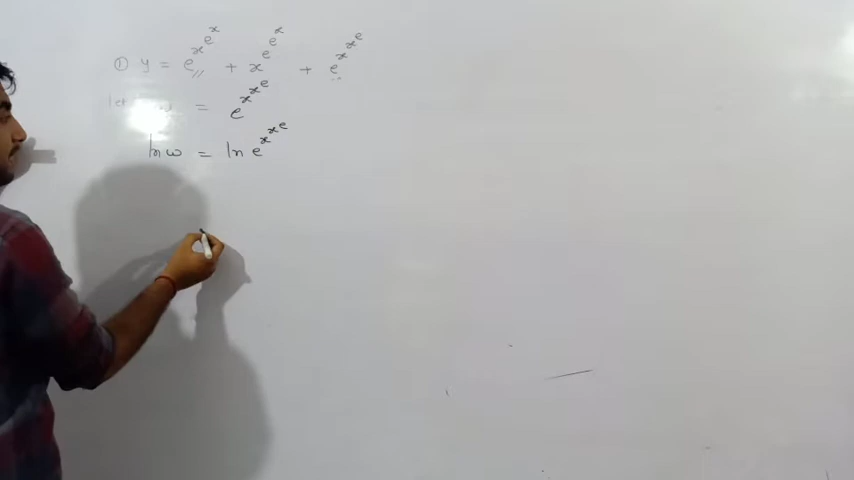 ① y = e^{x^{e^{x}}} + x^{e^{e^{x}}} + e^{x^{x^{e}}}
let w = e^{x^{x^{e}}}
ln w = ln e^{x^{x^{e}}}